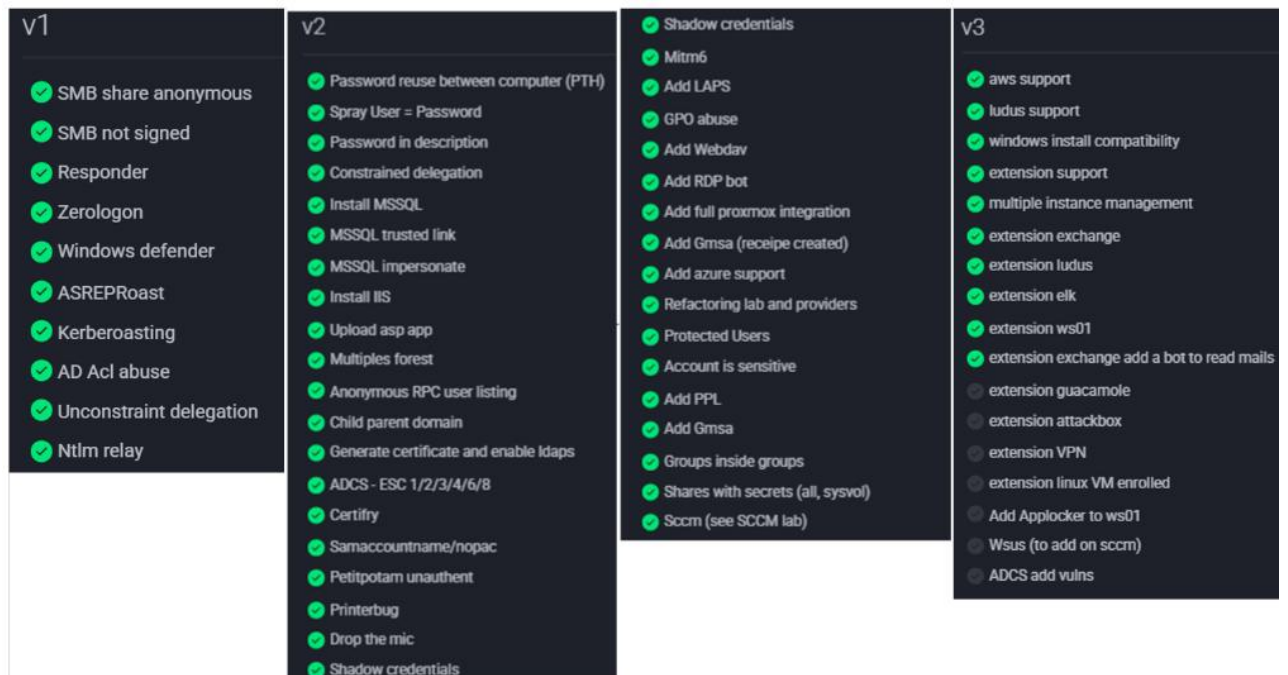 v1
SMB share anonymous
SMB not signed
Responder
Zerologon
Windows defender
ASREPRoast
Kerberoasting
AD Acl abuse
Unconstraint delegation
Ntlm relay
v2
Password reuse between computer (PTH)
Spray User = Password
Password in description
Constrained delegation
Install MSSQL
MSSQL trusted link
MSSQL impersonate
Install IIS
Upload asp app
Multiples forest
Anonymous RPC user listing
Child parent domain
Generate certificate and enable ldaps
ADCS - ESC 1/2/3/4/6/8
Certifry
Samaccountname/nopac
Petitpotam unauthent
Printerbug
Drop the mic
Shadow credentials
Shadow credentials
Mitm6
Add LAPS
GPO abuse
Add Webdav
Add RDP bot
Add full proxmox integration
Add Gmsa (receipe created)
Add azure support
Refactoring lab and providers
Protected Users
Account is sensitive
Add PPL
Add Gmsa
Groups inside groups
Shares with secrets (all, sysvol)
Sccm (see SCCM lab)
v3
aws support
ludus support
windows install compatibility
extension support
multiple instance management
extension exchange
extension ludus
extension elk
extension ws01
extension exchange add a bot to read mails
extension guacamole
extension attackbox
extension VPN
extension linux VM enrolled
Add Applocker to ws01
Wsus (to add on sccm)
ADCS add vulns